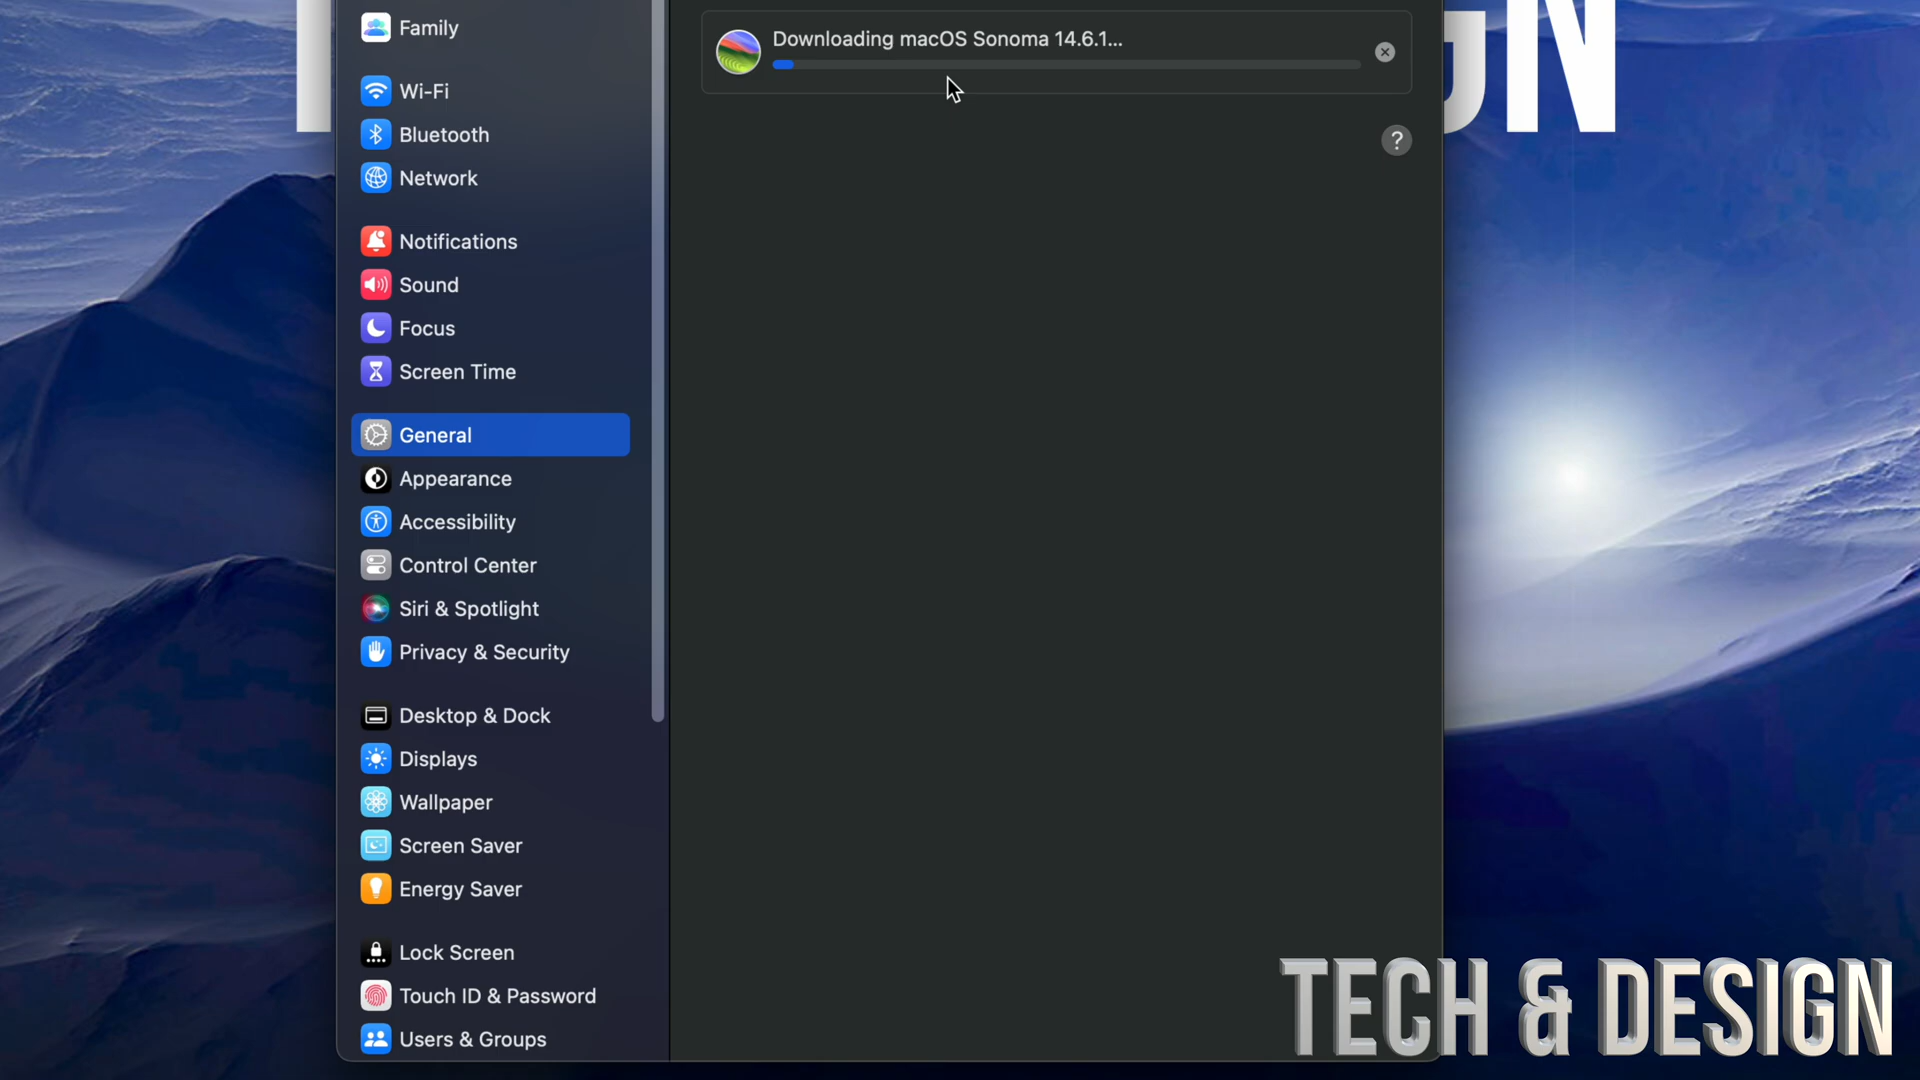 Family
Downloading macOS Sonoma 14.6.1...
Wi-Fi
Bluetooth
Network
?
Notifications
Sound
Focus
Screen Time
General
Appearance
Accessibility
Control Center
Siri & Spotlight
Privacy & Security
Desktop & Dock
Displays
Wallpaper
Screen Saver
Energy Saver
Lock Screen
Touch ID & Password
Users & Groups
TECH & DESIGN